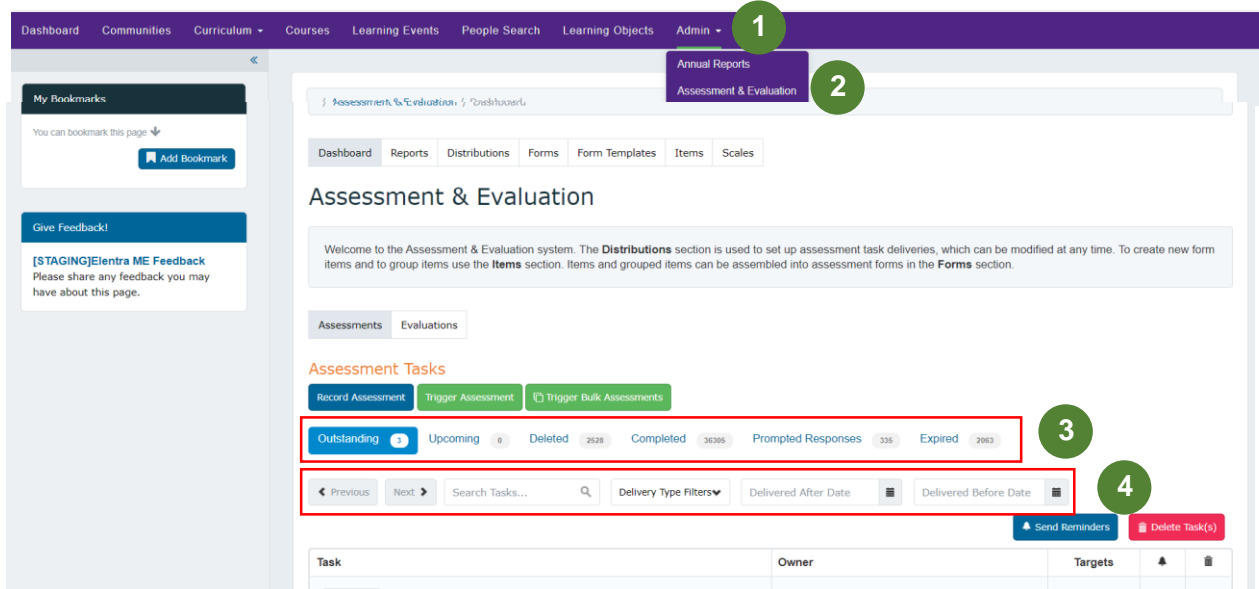 Dashboard Communities Curriculum Courses Learning Events People Search Learning Objects Admin 1
«
Annual Reports
Assessment & Evaluation 2
My Bookmarks
You can bookmark this page
Add Bookmark
Give Feedback!
[STAGING]Elentra ME Feedback
Please share any feedback you may
have about this page.
/ Assessment & Evaluation / Dashboard
Dashboard Reports Distributions Forms Form Templates Items Scales
Assessment & Evaluation
Welcome to the Assessment & Evaluation system. The Distributions section is used to set up assessment task deliveries, which can be modified at any time. To create new form
items and to group items use the Items section. Items and grouped items can be assembled into assessment forms in the Forms section.
Assessments Evaluations
Assessment Tasks
Record Assessment Trigger Assessment Trigger Bulk Assessments
Outstanding 3 Upcoming 0 Deleted 2528 Completed 36305 Prompted Responses 335 Expired 2063 3
Previous Next Search Tasks... Delivery Type Filters Delivered After Date Delivered Before Date 4
Send Reminders Delete Task(s)
Task Owner Targets